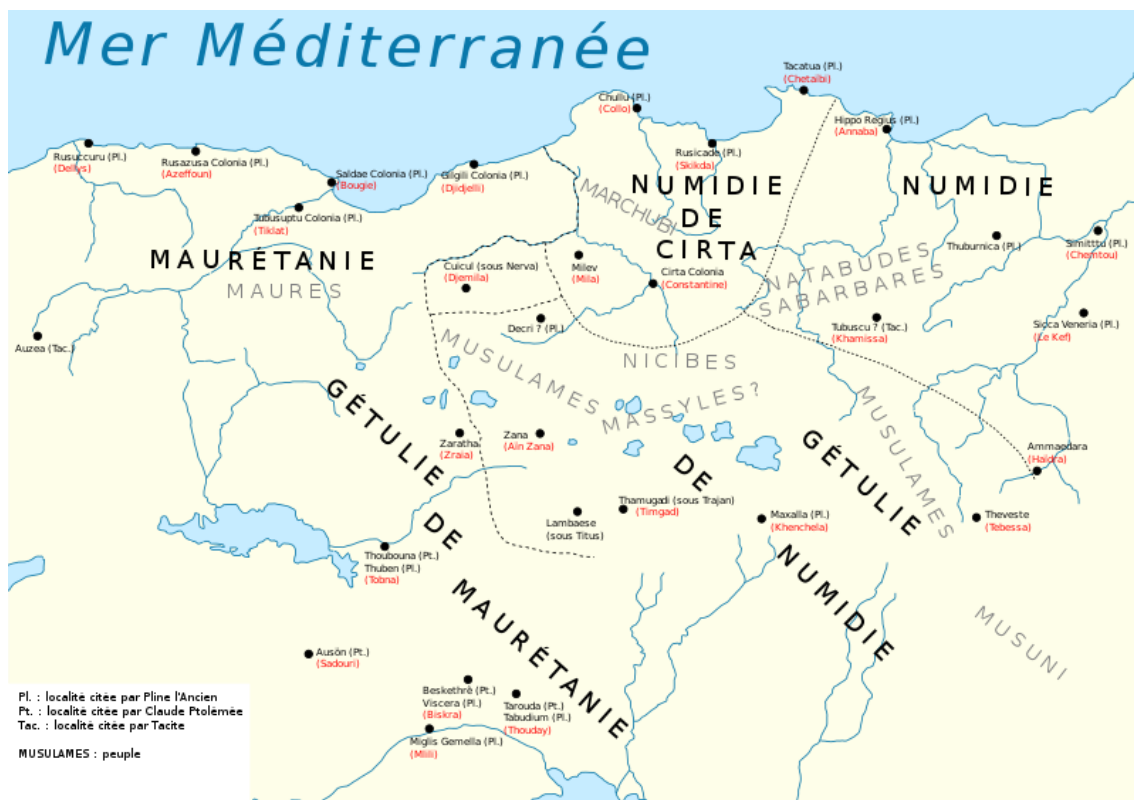 Mer Méditerranée
Tacatua (Pl.)
(Chetaïbi)
Chullu (Pl.)
(Collo)
Hippo Regius (Pl.)
(Annaba)
Rusuccuru (Pl.)
(Dellys)
Rusazusa Colonia (Pl.)
(Azeffoun)
Saldae Colonia (Pl.)
(Bougie)
Gilgili Colonia (Pl.)
(Djidjelli)
Rusicade (Pl.)
(Skikda)
NUMIDIE
DE
CIRTA
NUMIDIE
MARCHUBI
Tubusuptu Colonia (Pl.)
(Tiklat)
MAURÉTANIE
MAURES
Cuicul (sous Nerva)
(Djemila)
Milev
(Mila)
Cirta Colonia
(Constantine)
NATABUDES
SABARBARES
Thuburnica (Pl.)
Simitttu (Pl.)
(Chemtou)
Auzea (Tac.)
Decri ? (Pl.)
Tubuscu ? (Tac.)
(Khamissa)
Sicca Veneria (Pl.)
(Le Kef)
MUSULAMES
NICIBES
MASSYLES?
MUSULAMES
GÉTULIE
DE
MAURÉTANIE
GÉTULIE
DE
NUMIDIE
Zaratha
(Zraia)
Zana
(Ain Zana)
Ammaedara
(Haidra)
Lambaese
(sous Titus)
Thamugadi (sous Trajan)
(Timgad)
Maxalla (Pl.)
(Khenchela)
Theveste
(Tebessa)
Thoubouna (Pt.)
Thuben (Pl.)
(Tobna)
MUSUNI
Ausön (Pt.)
(Sadouri)
Beskethrê (Pt.)
Viscera (Pl.)
(Biskra)
Tarouda (Pt.)
Tabudium (Pl.)
(Thouday)
Miglis Gemella (Pl.)
(Mlili)
Pl. : localité citée par Pline l'Ancien
Pt. : localité citée par Claude Ptolémée
Tac. : localité citée par Tacite
MUSULAMES : peuple